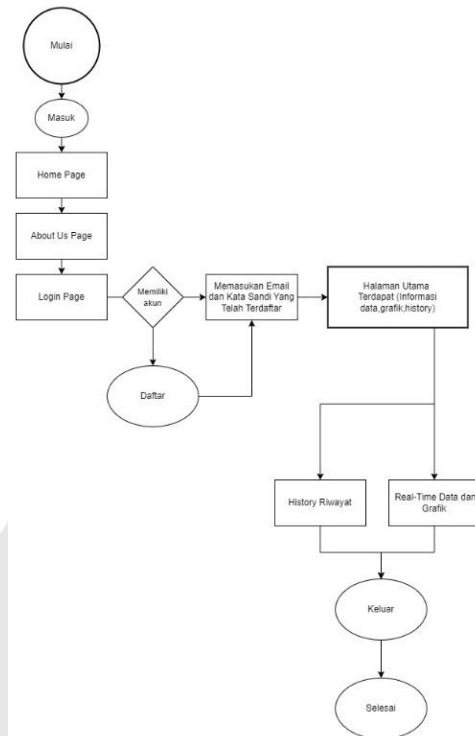 Mulai
Masuk
Home Page
About Us Page
Login Page
Memiliki
akun
Memasukan Email
dan Kata Sandi Yang
Telah Terdaftar
Halaman Utama
Terdapat (Informasi
data,grafik,history)
Daftar
History Riwayat
Real-Time Data dan
Grafik
Keluar
Selesai